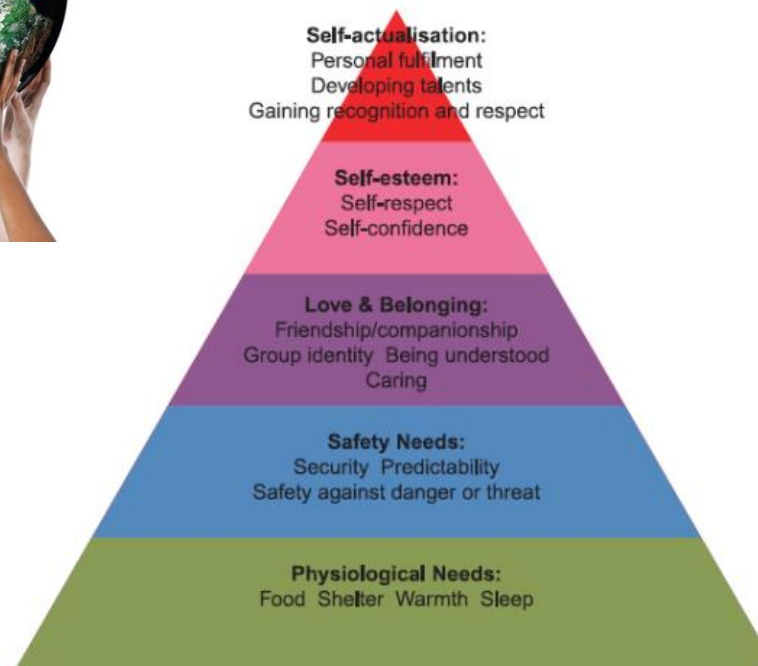 Self-actualisation:
Personal fulfilment
Developing talents
Gaining recognition and respect
Self-esteem:
Self-respect
Self-confidence
Love & Belonging:
Friendship/companionship
Group identity Being understood
Caring
Safety Needs:
Security Predictability
Safety against danger or threat
Physiological Needs:
Food Shelter Warmth Sleep